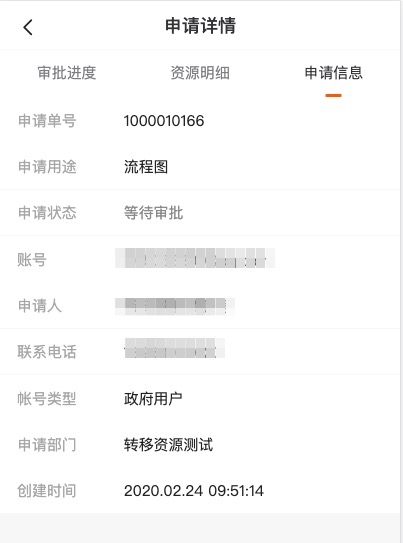 申请详情
审批进度 资源明细 申请信息
申请单号 1000010166
申请用途 流程图
申请状态 等待审批
账号
申请人
联系电话
帐号类型 政府用户
申请部门 转移资源测试
创建时间 2020.02.24 09:51:14